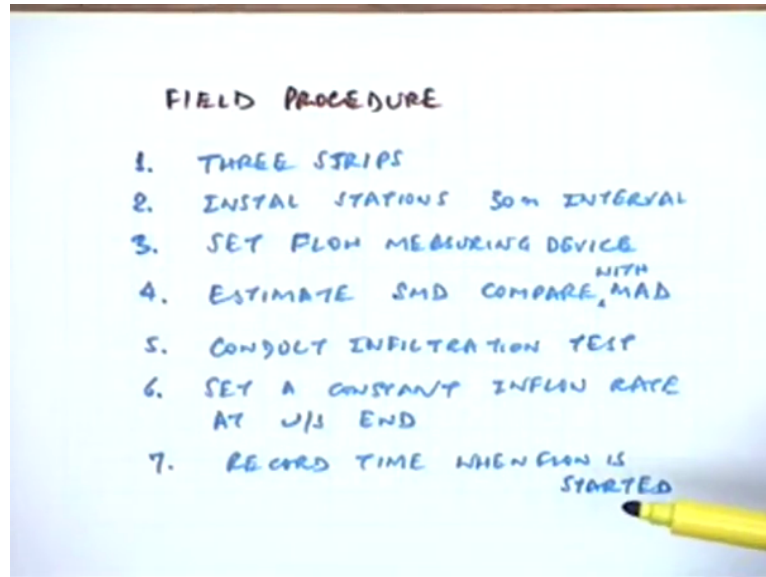 FIELD PROCEDURE
1. THREE STRIPS
2. INSTAL STATIONS 30 m INTERVAL
3. SET FLOW MEASURING DEVICE
4. ESTIMATE SMD COMPARE WITH MAD
5. CONDUCT INFILTRATION TEST
6. SET A CONSTANT INFLOW RATE
AT U/S END
7. RECORD TIME WHEN FLOW IS
STARTED